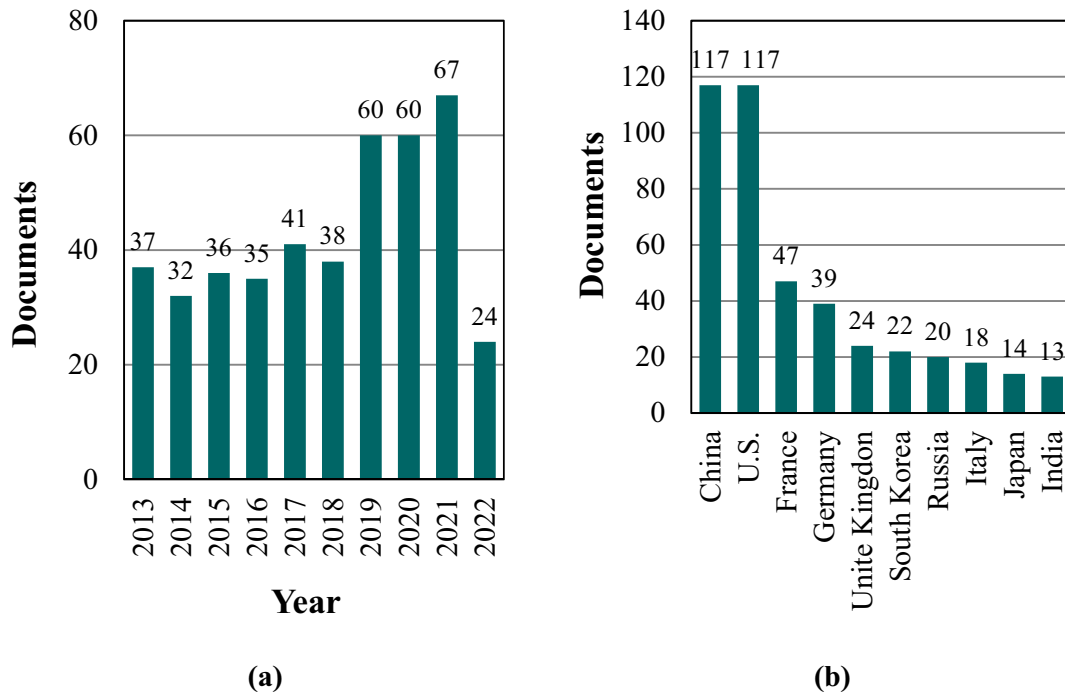 80
60
40
20
0
Documents
37
32
36
35
41
38
60
60
67
24
2013
2014
2015
2016
2017
2018
2019
2020
2021
2022
Year
(a)
140
120
100
80
60
40
20
0
Documents
117
117
47
39
24
22
20
18
14
13
China
U.S.
France
Germany
Unite Kingdon
South Korea
Russia
Italy
Japan
India
(b)